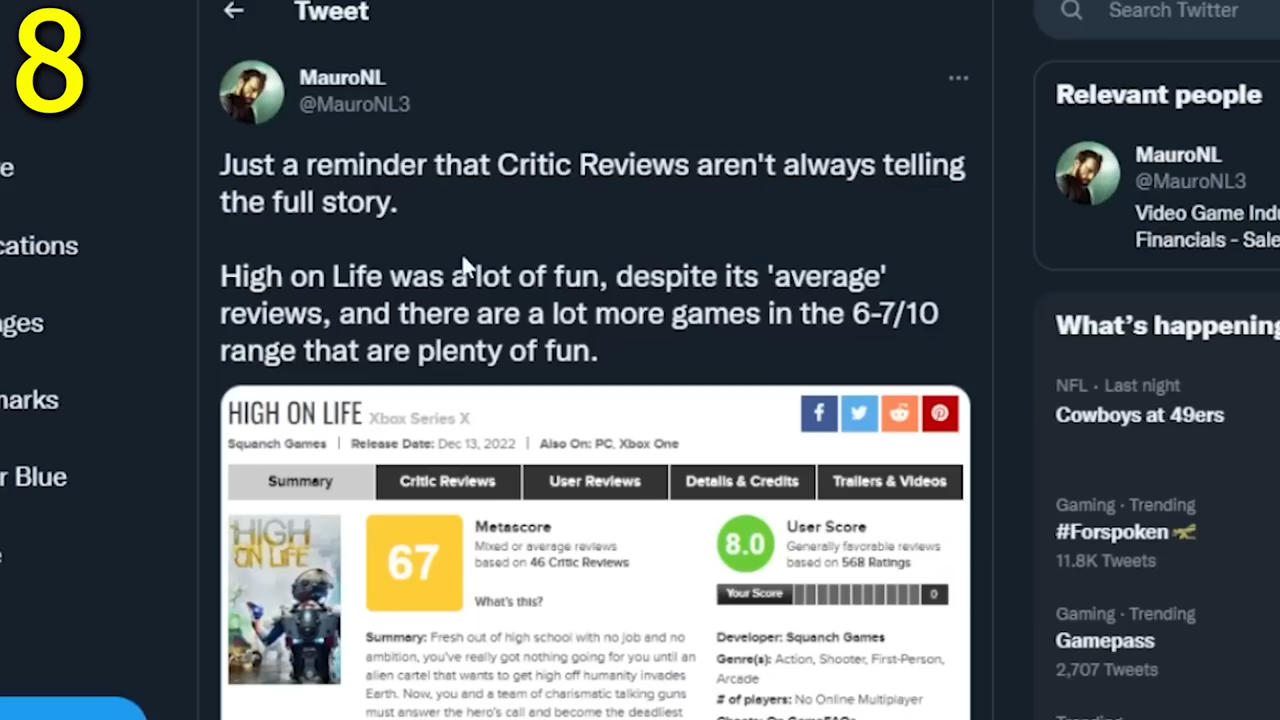 8
Tweet
Search Twitter
MauroNL
@MauroNL3
Just a reminder that Critic Reviews aren't always telling
the full story.
High on Life was a lot of fun, despite its 'average'
reviews, and there are a lot more games in the 6-7/10
range that are plenty of fun.
HIGH ON LIFE Xbox Series X
Squanch Games | Release Date: Dec 13, 2022 | Also On: PC, Xbox One
Summary Critic Reviews User Reviews Details & Credits Trailers & Videos
HIGH
ON LIFE
67
Metascore
Mixed or average reviews
based on 46 Critic Reviews
What's this?
8.0
User Score
Generally favorable reviews
based on 568 Ratings
Your Score 0
Summary: Fresh out of high school with no job and no
ambition, you've really got nothing going for you until an
alien cartel that wants to get high off humanity invades
Earth. Now, you and a team of charismatic talking guns
must answer the hero's call and become the deadliest
Developer: Squanch Games
Genre(s): Action, Shooter, First-Person,
Arcade
# of players: No Online Multiplayer
Cheats: On GameFAQs
e
cations
ges
marks
r Blue
Relevant people
MauroNL
@MauroNL3
Video Game Indu
Financials - Sale
What's happening
NFL · Last night
Cowboys at 49ers
Gaming · Trending
#Forspoken
11.8K Tweets
Gaming · Trending
Gamepass
2,707 Tweets